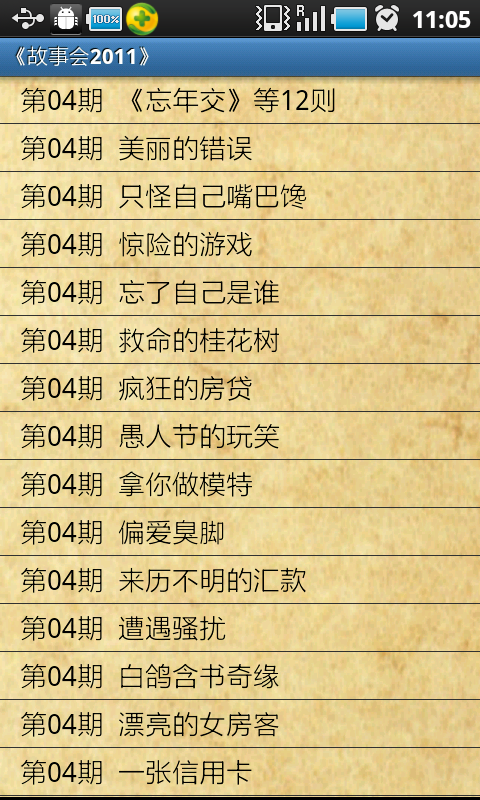 100%
R
11:05
《故事会2011》
第04期 《忘年交》等12则
第04期 美丽的错误
第04期 只怪自己嘴巴馋
第04期 惊险的游戏
第04期 忘了自己是谁
第04期 救命的桂花树
第04期 疯狂的房贷
第04期 愚人节的玩笑
第04期 拿你做模特
第04期 偏爱臭脚
第04期 来历不明的汇款
第04期 遭遇骚扰
第04期 白鸽含书奇缘
第04期 漂亮的女房客
第04期 一张信用卡